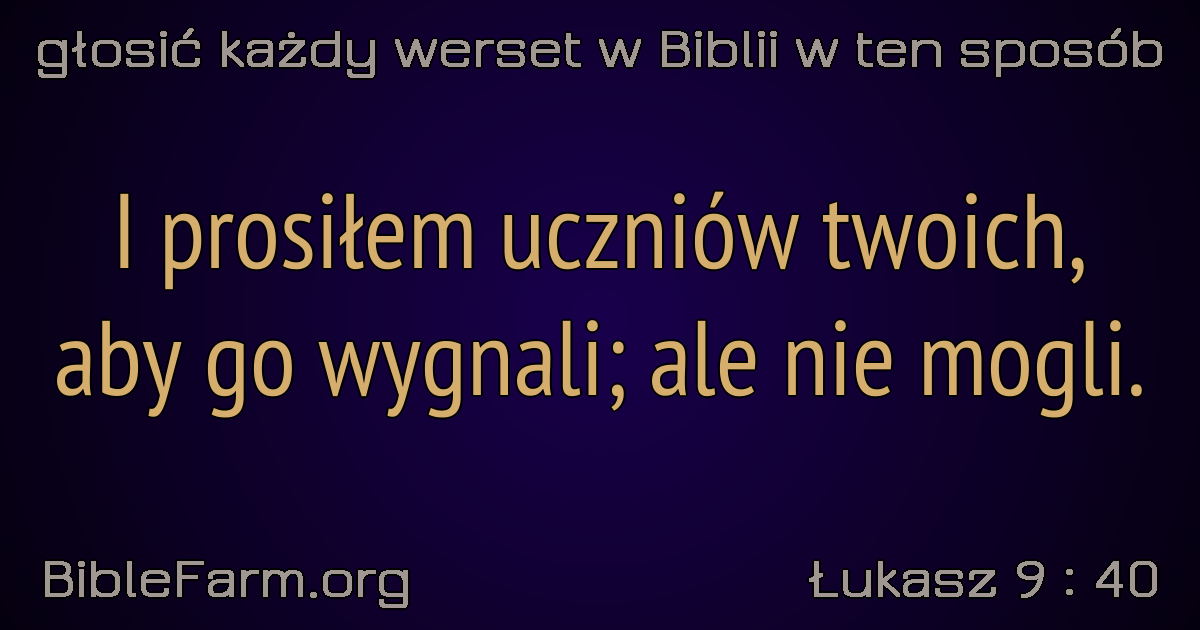 głosić każdy werset w Biblii w ten sposób
I prosiłem uczniów twoich,
aby go wygnali; ale nie mogli.
BibleFarm.org
Łukasz 9 : 40